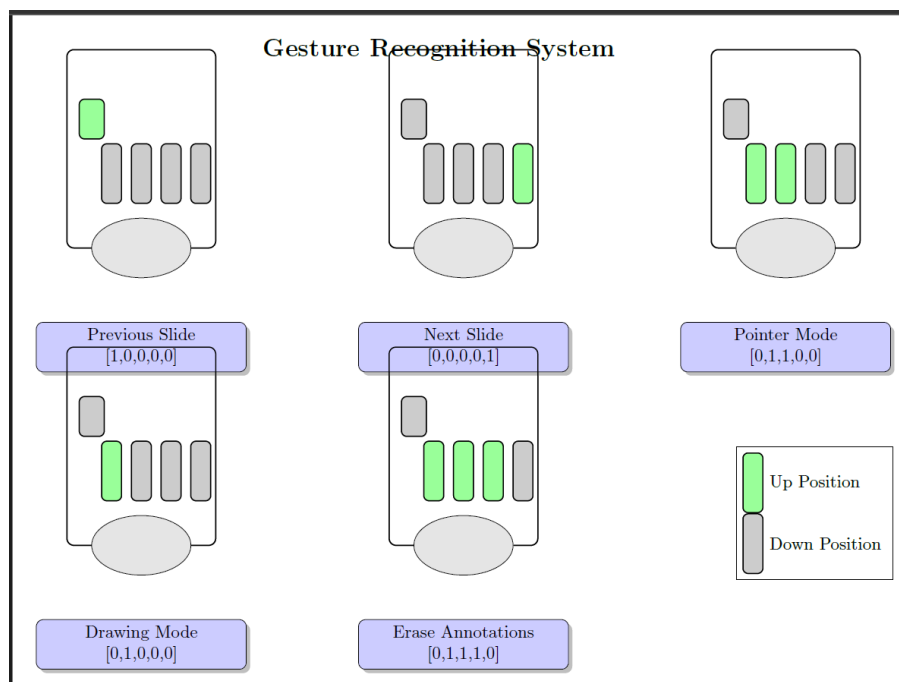 Gesture Recognition System
Previous Slide
[1,0,0,0,0]
Next Slide
[0,0,0,0,1]
Pointer Mode
[0,1,1,0,0]
Up Position
Down Position
Drawing Mode
[0,1,0,0,0]
Erase Annotations
[0,1,1,1,0]